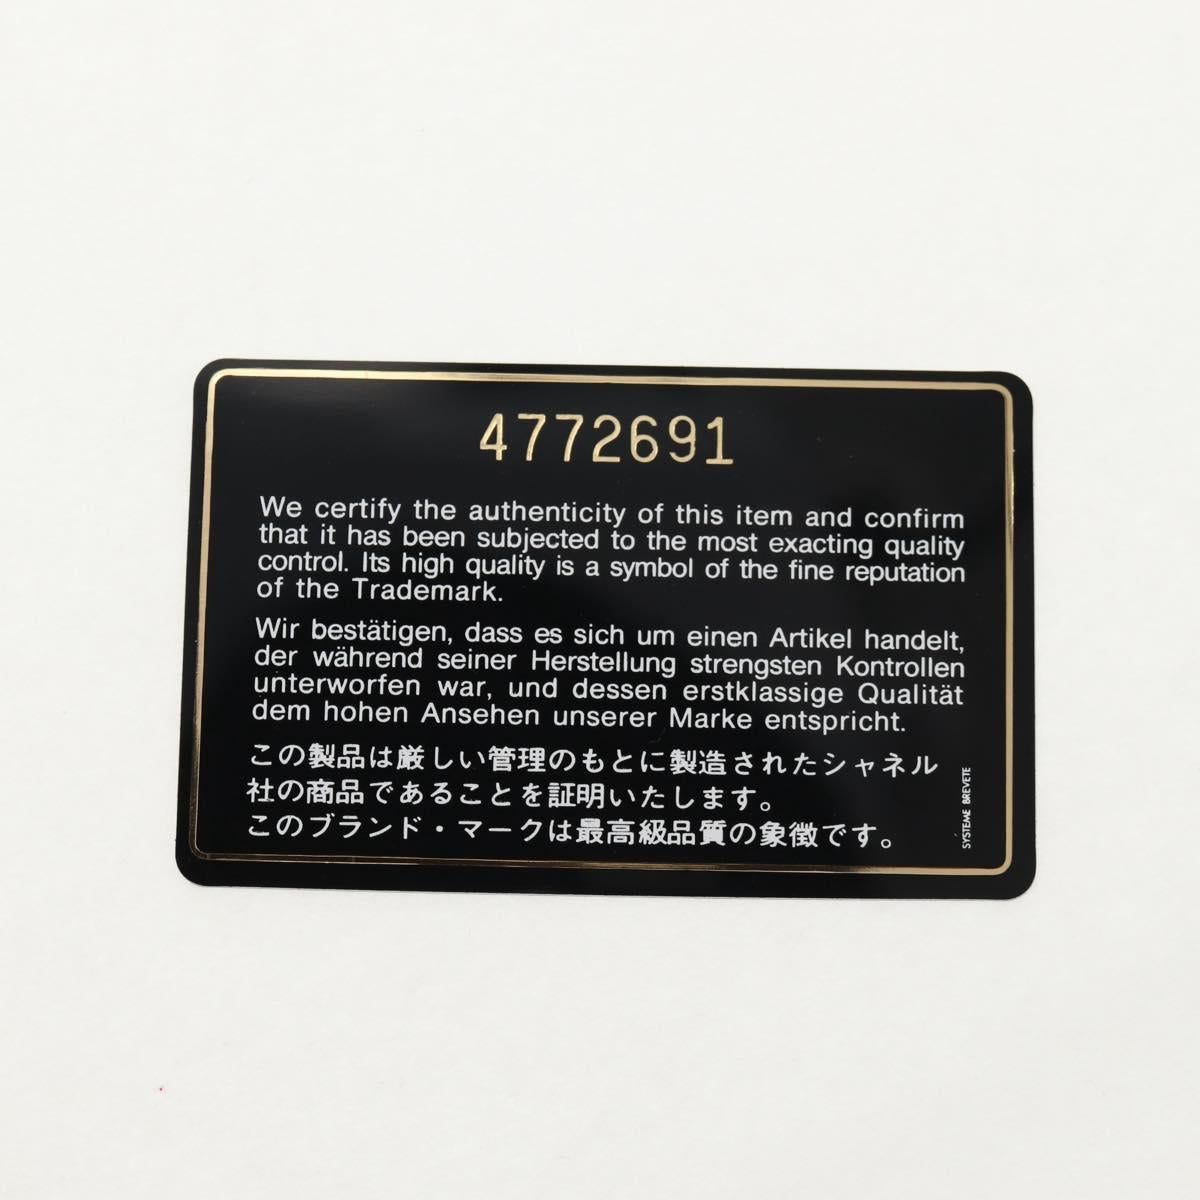 4772691
We certify the authenticity of this item and confirm
that it has been subjected to the most exacting quality
control. Its high quality is a symbol of the fine reputation
of the Trademark.
Wir bestätigen, dass es sich um einen Artikel handelt,
der während seiner Herstellung strengsten Kontrollen
unterworfen war, und dessen erstklassige Qualität
dem hohen Ansehen unserer Marke entspricht.
この製品は厳しい管理のもとに製造されたシャネル
社の商品であることを証明いたします。
このブランド・マークは最高級品質の象徴です。
SYSTEME BREVETE